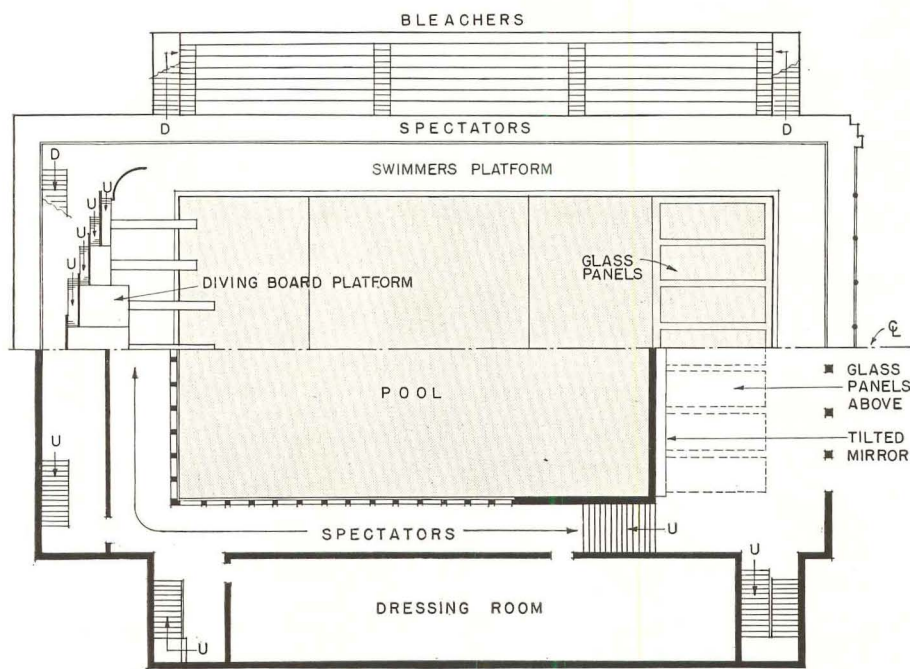 BLEACHERS
D
D
SPECTATORS
D
SWIMMERS PLATFORM
U
U
U
U
GLASS
PANELS
DIVING BOARD PLATFORM
℄
POOL
GLASS
PANELS
ABOVE
TILTED
MIRROR
U
SPECTATORS
U
U
DRESSING ROOM
U